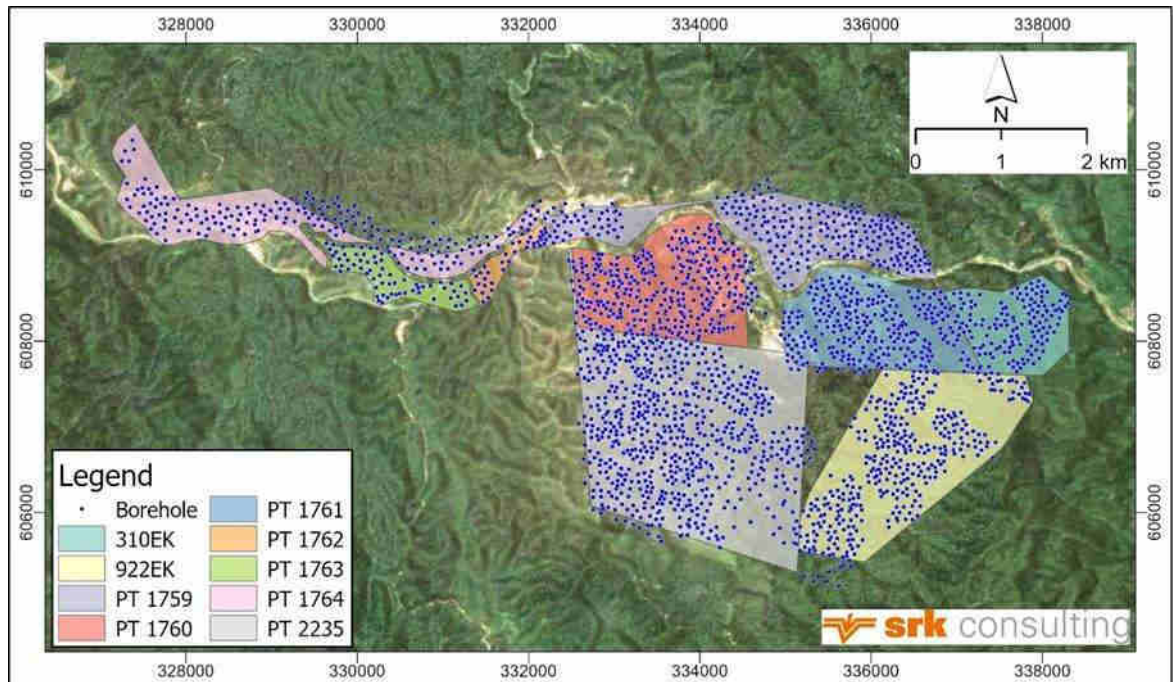 328000 330000 332000 334000 336000 338000
610000
608000
606000
610000
608000
606000
N
0 1 2 km
Legend
Borehole
310EK
922EK
PT 1759
PT 1760
PT 1761
PT 1762
PT 1763
PT 1764
PT 2235
srk consulting
328000 330000 332000 334000 336000 338000